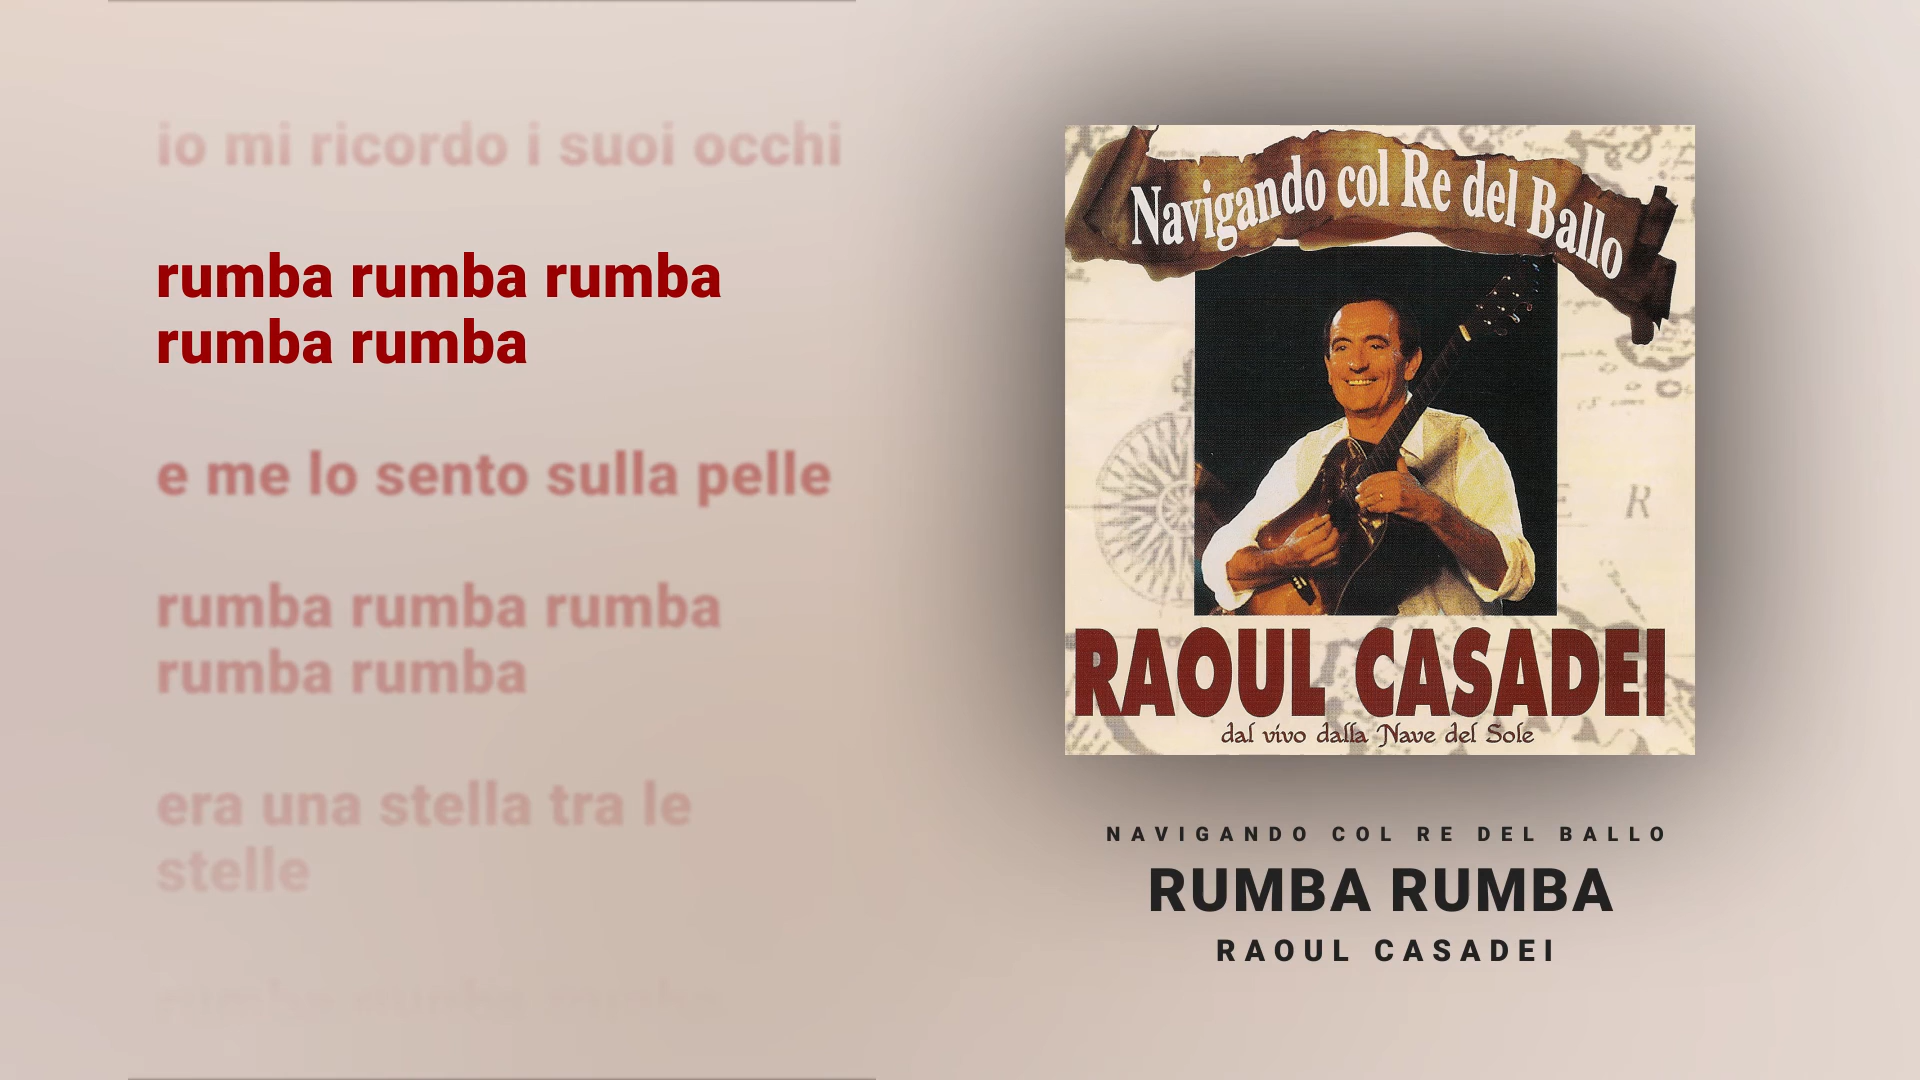 io mi ricordo i suoi occhi
rumba rumba rumba
rumba rumba
e me lo sento sulla pelle
rumba rumba rumba
rumba rumba
era una stella tra le
stelle
Navigando col Re del Ballo
E R
RAOUL CASADEI
dal vivo dalla Nave del Sole
NAVIGANDO COL RE DEL BALLO
RUMBA RUMBA
RAOUL CASADEI